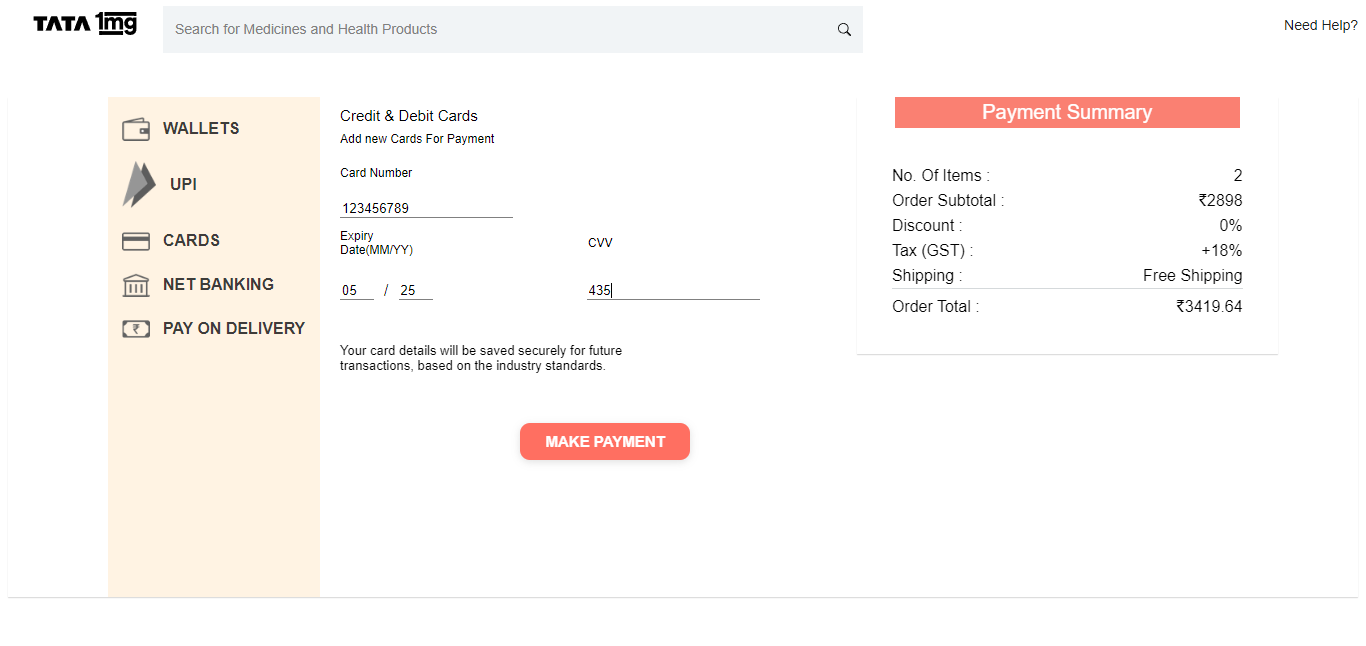 TATA 1mg
Search for Medicines and Health Products
Need Help?
WALLETS
UPI
CARDS
NET BANKING
PAY ON DELIVERY
Credit & Debit Cards
Add new Cards For Payment
Card Number
123456789
Expiry
Date(MM/YY)
CVV
05 / 25
435
Your card details will be saved securely for future
transactions, based on the industry standards.
MAKE PAYMENT
Payment Summary
No. Of Items : 2
Order Subtotal : ₹2898
Discount : 0%
Tax (GST) : +18%
Shipping : Free Shipping
Order Total : ₹3419.64